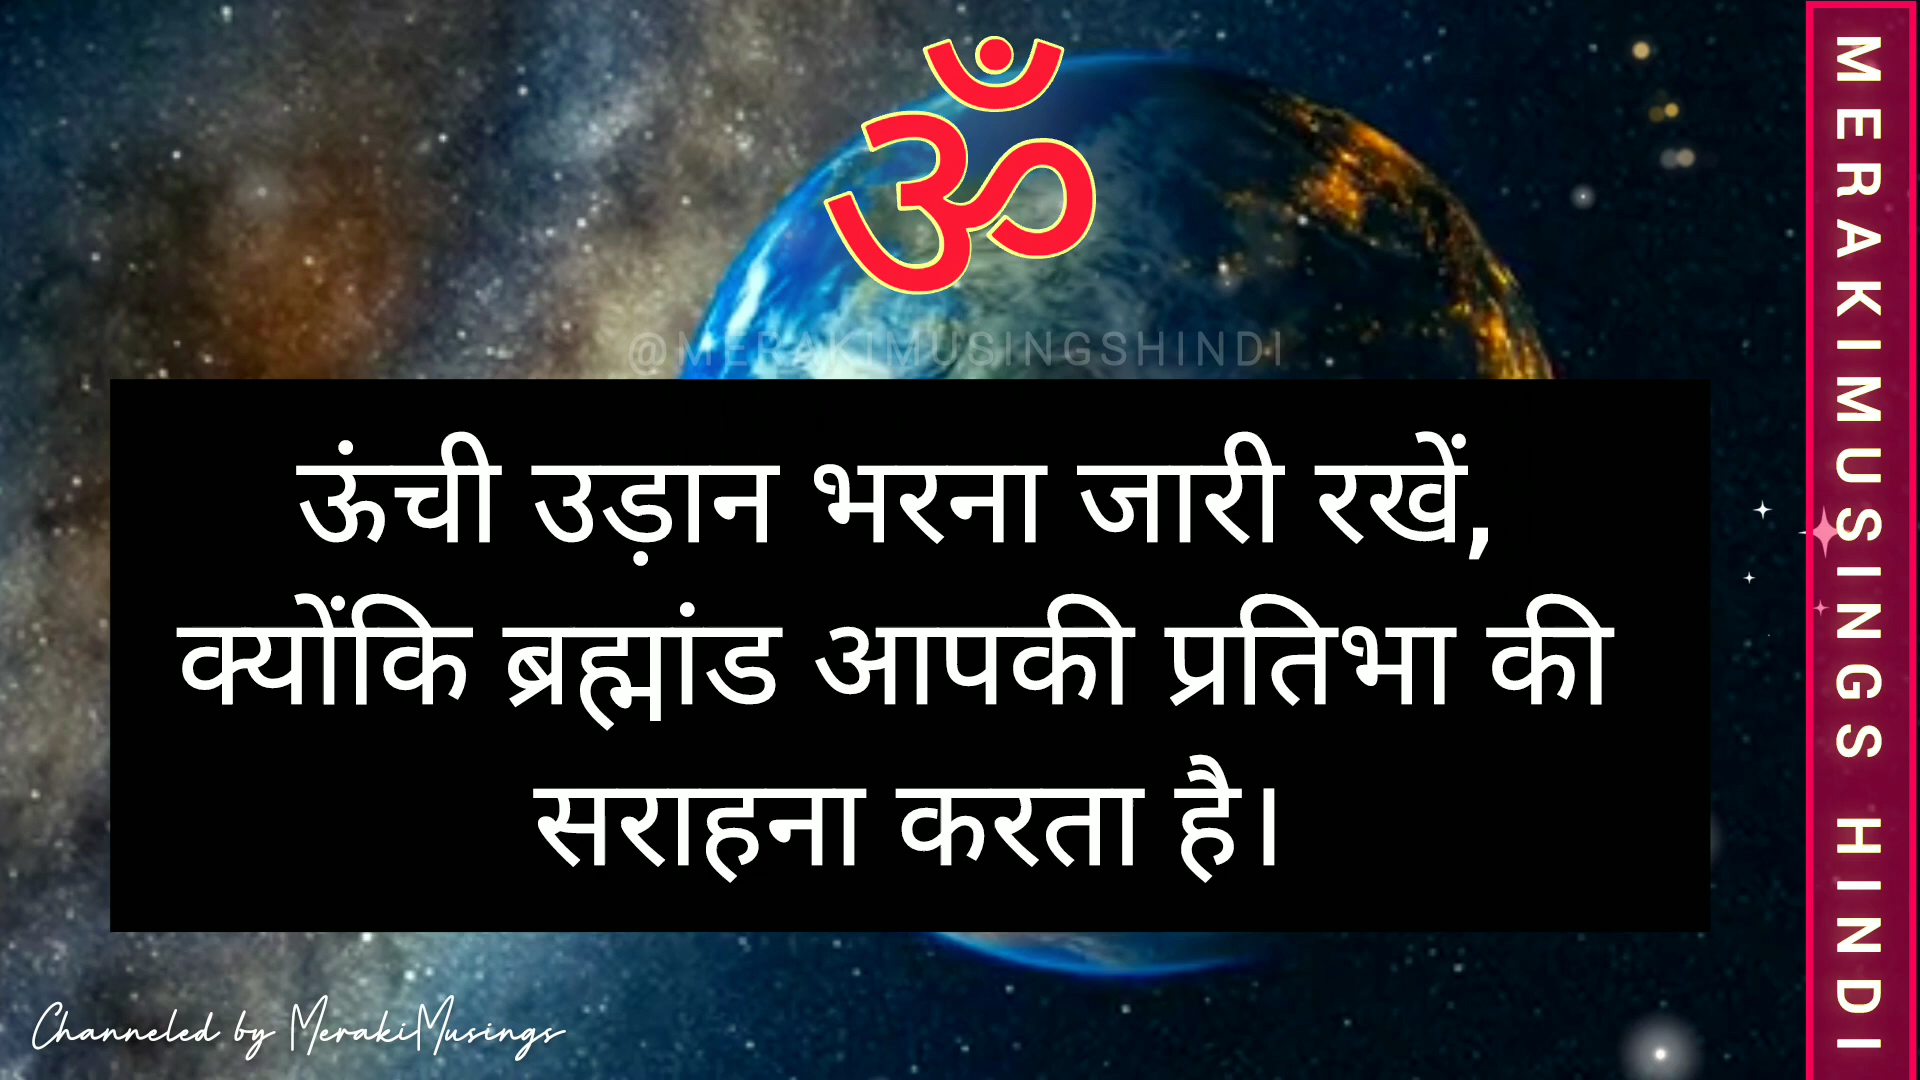 ॐ
@MERAKIMUSINGSHINDI
ऊंची उड़ान भरना जारी रखें,
क्योंकि ब्रह्मांड आपकी प्रतिभा की
सराहना करता है।
Channeled by MerakiMusings
MERAKIMUSINGS HINDI